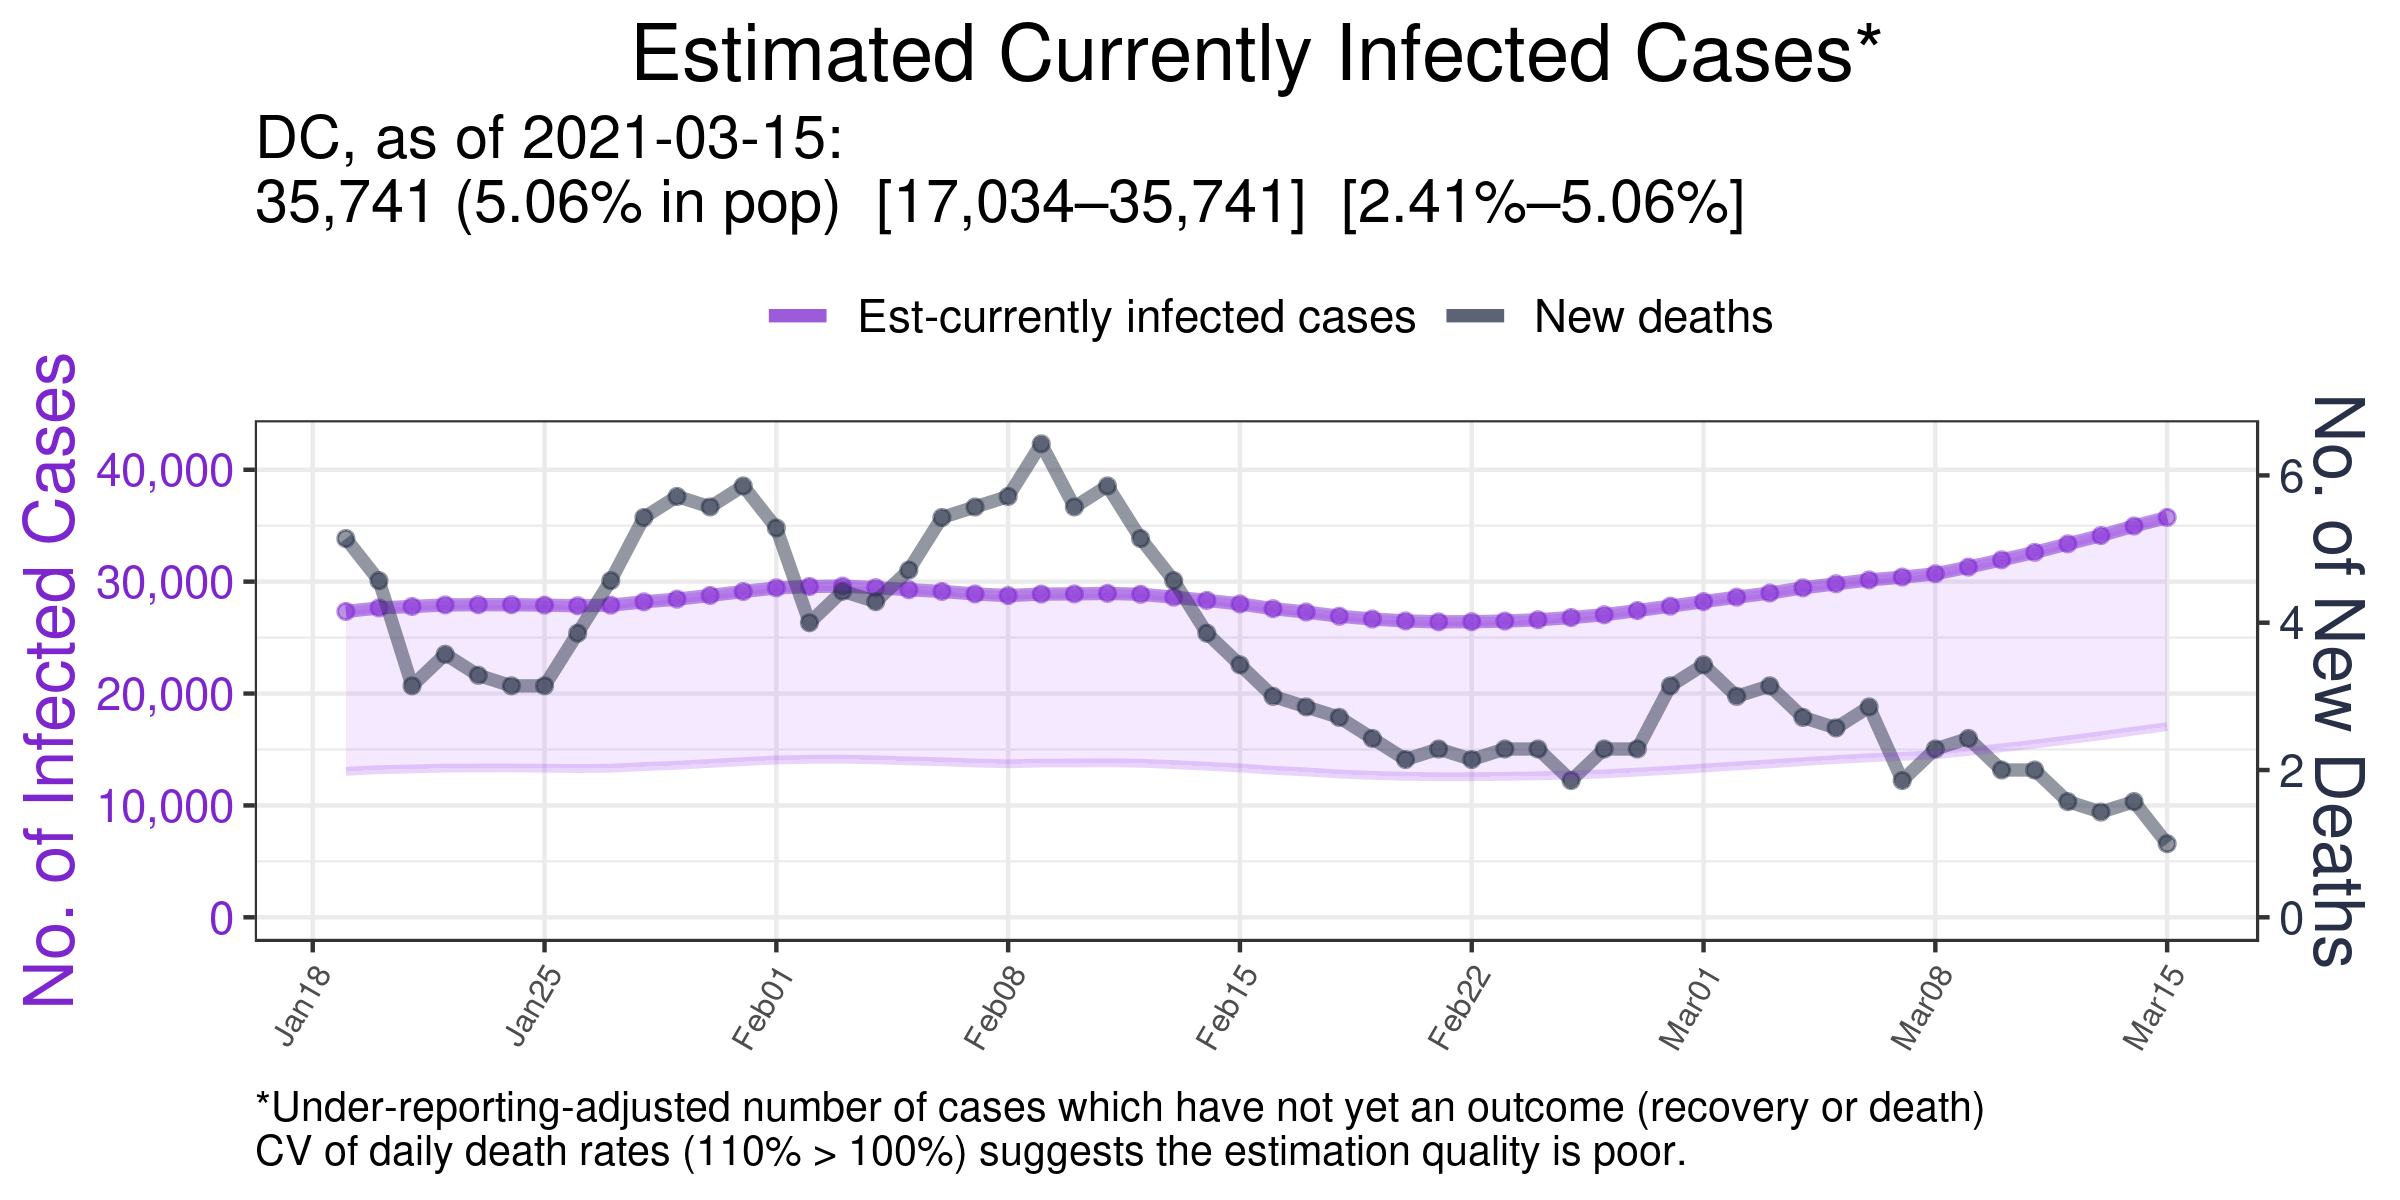 Estimated Currently Infected Cases*
DC, as of 2021-03-15:
35,741 (5.06% in pop)  [17,034–35,741]  [2.41%–5.06%]
Est-currently infected cases
New deaths
No. of Infected Cases
40,000
30,000
20,000
10,000
0
No. of New Deaths
6
4
2
0
Jan18
Jan25
Feb01
Feb08
Feb15
Feb22
Mar01
Mar08
Mar15
*Under-reporting-adjusted number of cases which have not yet an outcome (recovery or death)
CV of daily death rates (110% > 100%) suggests the estimation quality is poor.